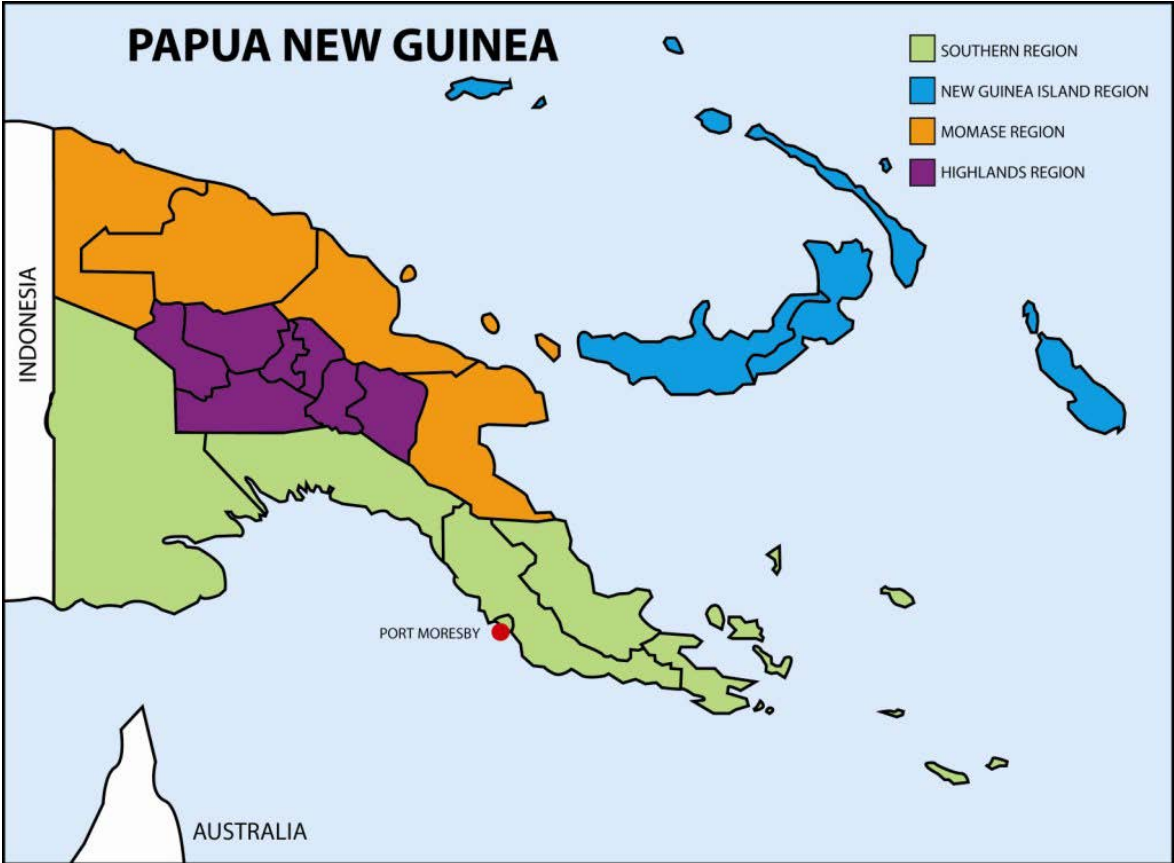 PAPUA NEW GUINEA
SOUTHERN REGION
NEW GUINEA ISLAND REGION
MOMASE REGION
HIGHLANDS REGION
INDONESIA
PORT MORESBY
AUSTRALIA